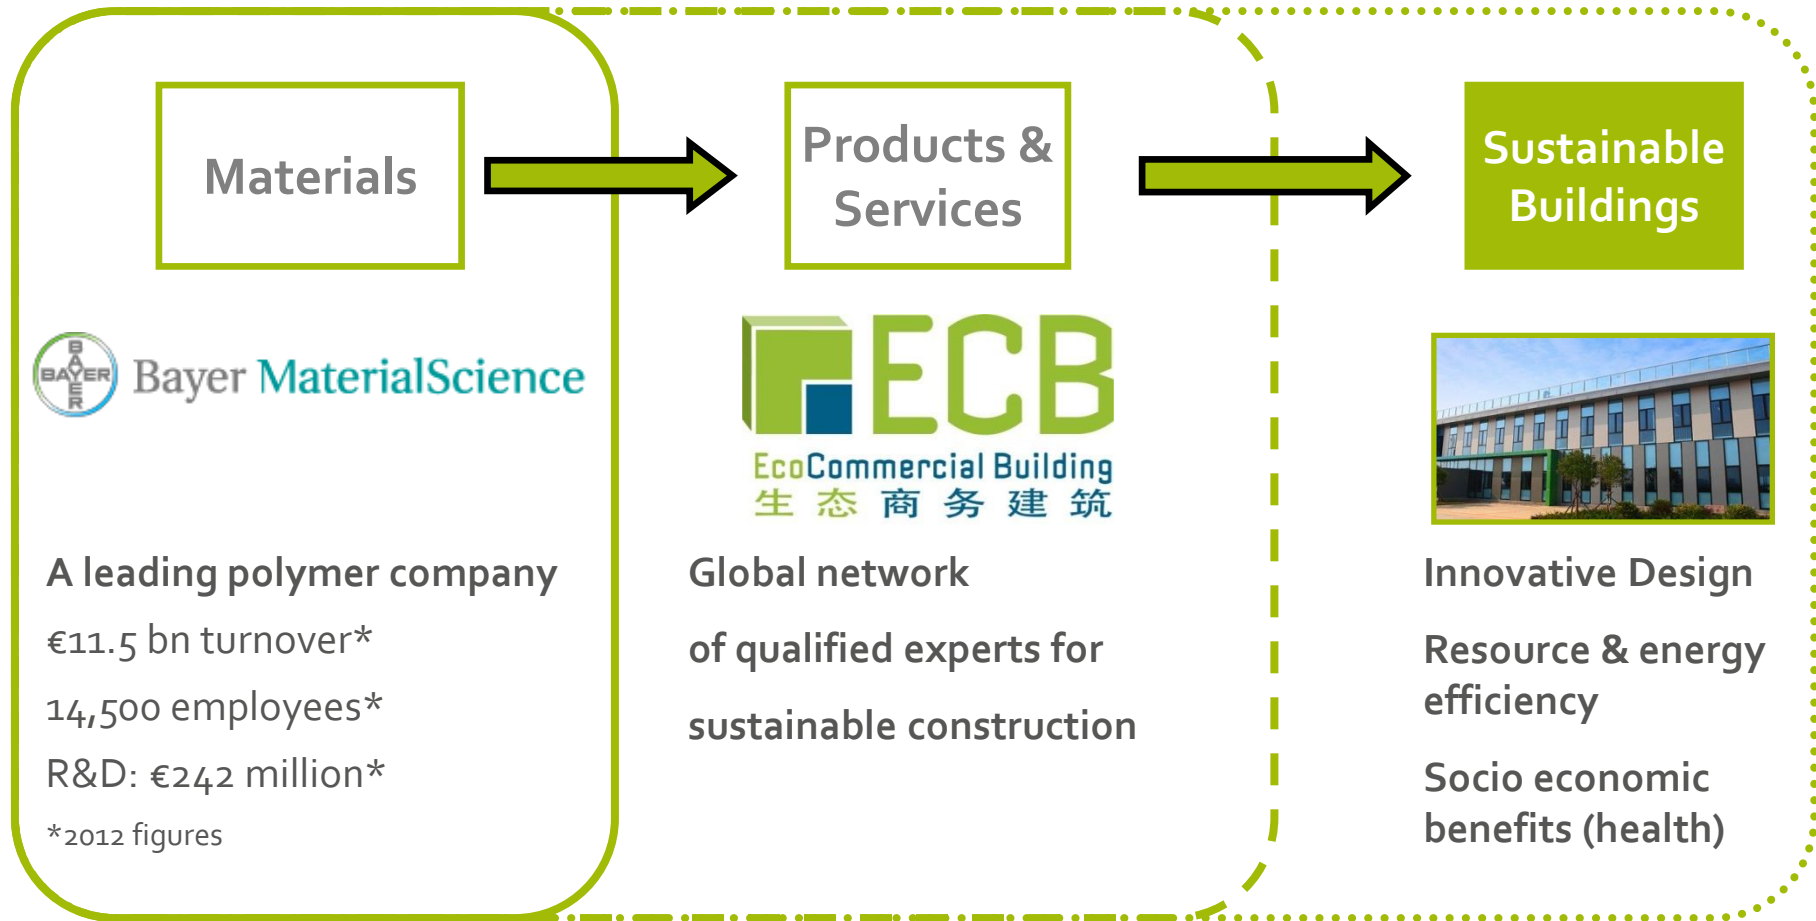 Materials
Products &
Services
Sustainable
Buildings
BAYER
BAYER
Bayer MaterialScience
ECB
EcoCommercial Building
生态商务建筑
A leading polymer company
€11.5 bn turnover*
14,500 employees*
R&D: €242 million*
*2012 figures
Global network
of qualified experts for
sustainable construction
Innovative Design
Resource & energy
efficiency
Socio economic
benefits (health)